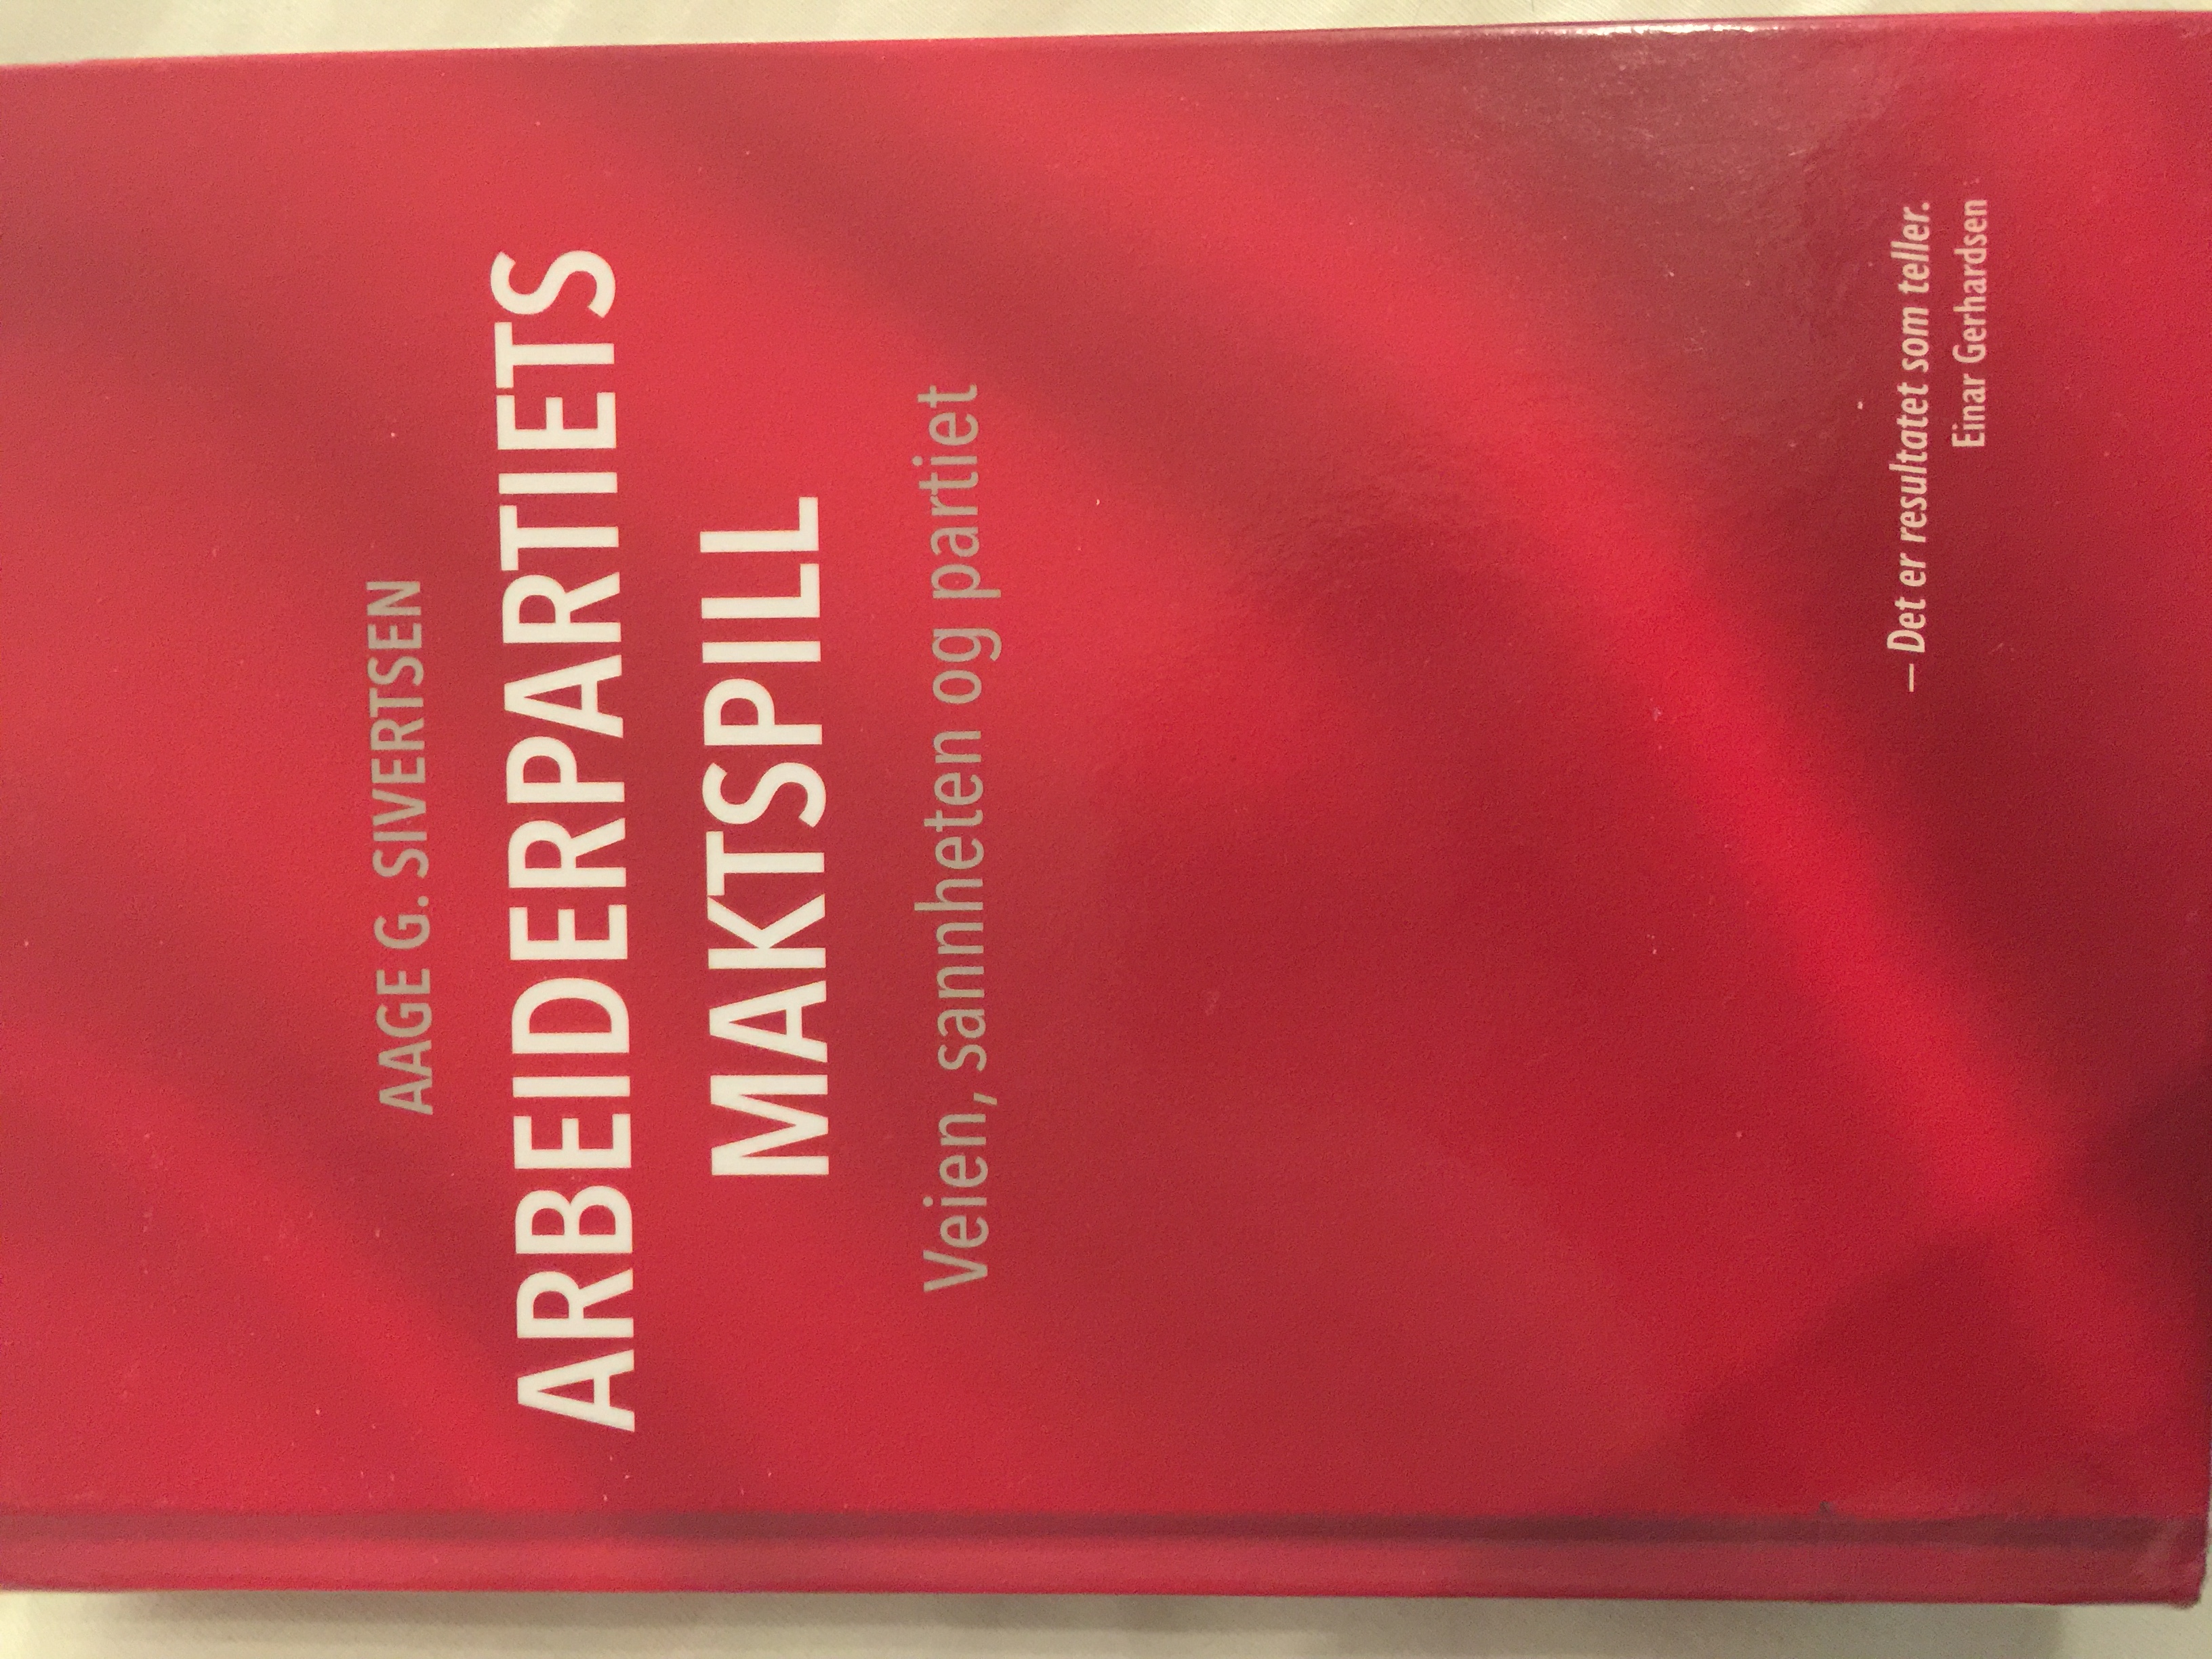 AAGE G. SIVERTSEN
ARBEIDERPARTIETS
MAKTSPILL
Veien, sannheten og partiet
– Det er resultatet som teller.
Einar Gerhardsen